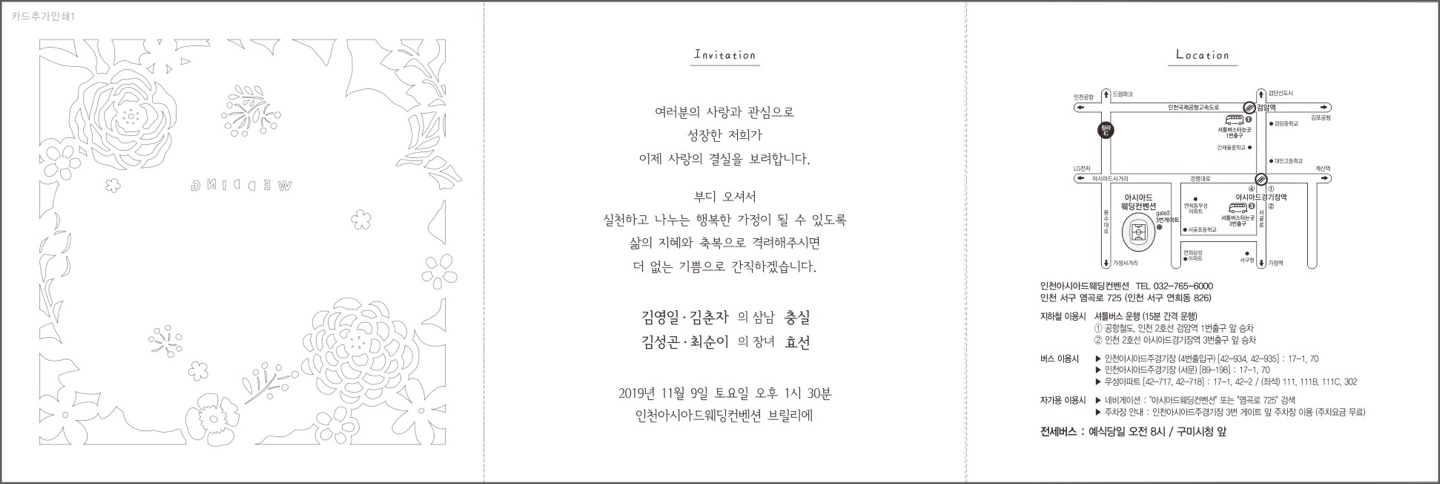 카드추가인쇄1
WEDDING
Invitation
여러분의 사랑과 관심으로
성장한 저희가
이제 사랑의 결실을 보려합니다.
부디 오셔서
실천하고 나누는 행복한 가정이 될 수 있도록
삶의 지혜와 축복으로 격려해주시면
더 없는 기쁨으로 간직하겠습니다.
김영일·김춘자 의 삼남 충실
김성곤·최순이 의 장녀 효선
2019년 11월 9일 토요일 오후 1시 30분
인천아시아드웨딩컨벤션 브릴리에
Location
인천공항
드림파크
검단신도시
인천국제공항고속도로
검암역
김포공항
청라
IC
①
셔틀버스타는곳
1번출구
검암중학교
간재울중학교
대인고등학교
LG전자
아시아드사거리
경명대로
계산역
④ ①
아시아드경기장역
②
③
셔틀버스타는곳
3번출구
아시아드
웨딩컨벤션
gate3
3번게이트
연희동우성
아파트
서곶초등학교
봉수대로
서곶로
연희삼성
아파트
서구청
가정사거리
가정역
인천아시아드웨딩컨벤션 TEL 032-765-6000
인천 서구 염곡로 725 (인천 서구 연희동 826)
지하철 이용시 셔틀버스 운행 (15분 간격 운행)
① 공항철도, 인천 2호선 검암역 1번출구 앞 승차
② 인천 2호선 아시아드경기장역 3번출구 앞 승차
버스 이용시 ▶ 인천아시아드주경기장 (4번출입구) [42-934, 42-935] : 17-1, 70
▶ 인천아시아드주경기장 (서문) [89-198] : 17-1, 70
▶ 우성아파트 [42-717, 42-718] : 17-1, 42-2 / (좌석) 111, 111B, 111C, 302
자가용 이용시 ▶ 네비게이션 : "아시아드웨딩컨벤션" 또는 "염곡로 725" 검색
▶ 주차장 안내 : 인천아시아드주경기장 3번 게이트 앞 주차장 이용 (주차요금 무료)
전세버스 : 예식당일 오전 8시 / 구미시청 앞